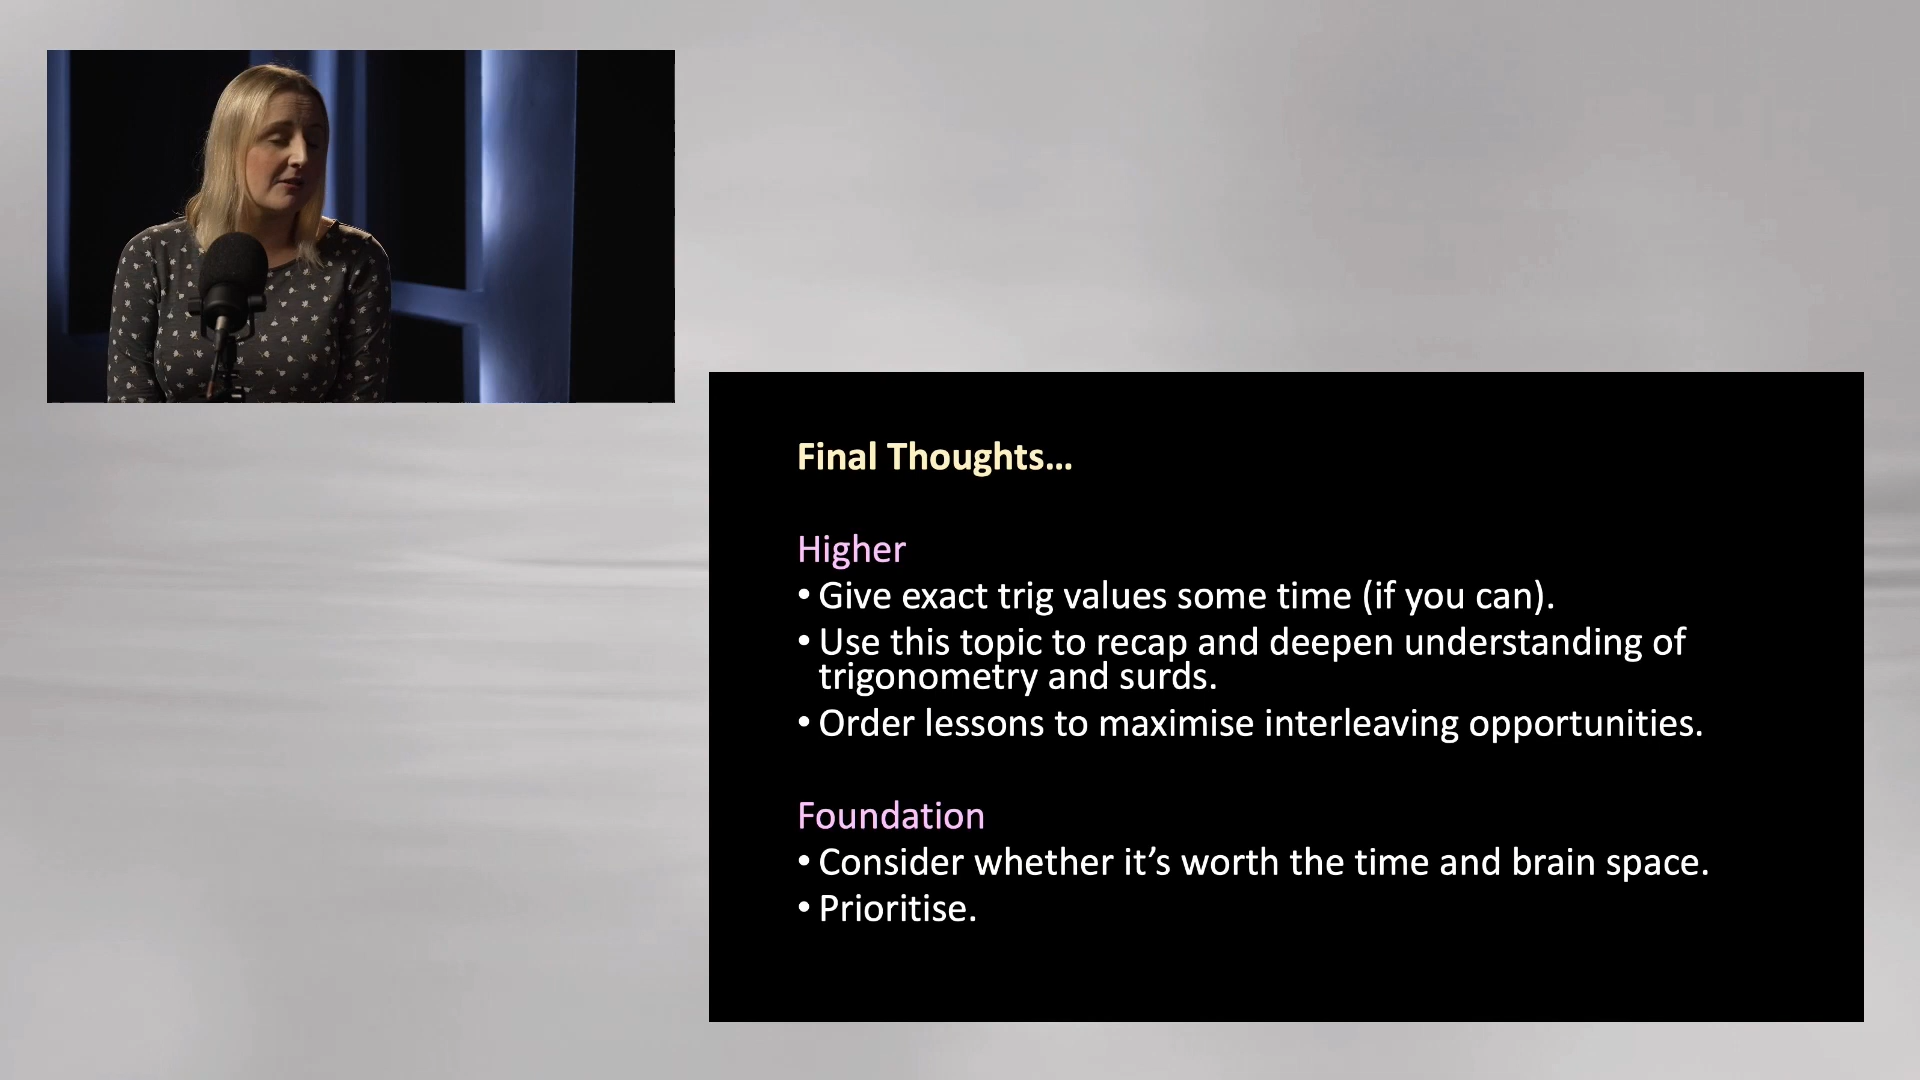 Final Thoughts...
Higher
• Give exact trig values some time (if you can).
• Use this topic to recap and deepen understanding of
trigonometry and surds.
• Order lessons to maximise interleaving opportunities.
Foundation
• Consider whether it’s worth the time and brain space.
• Prioritise.